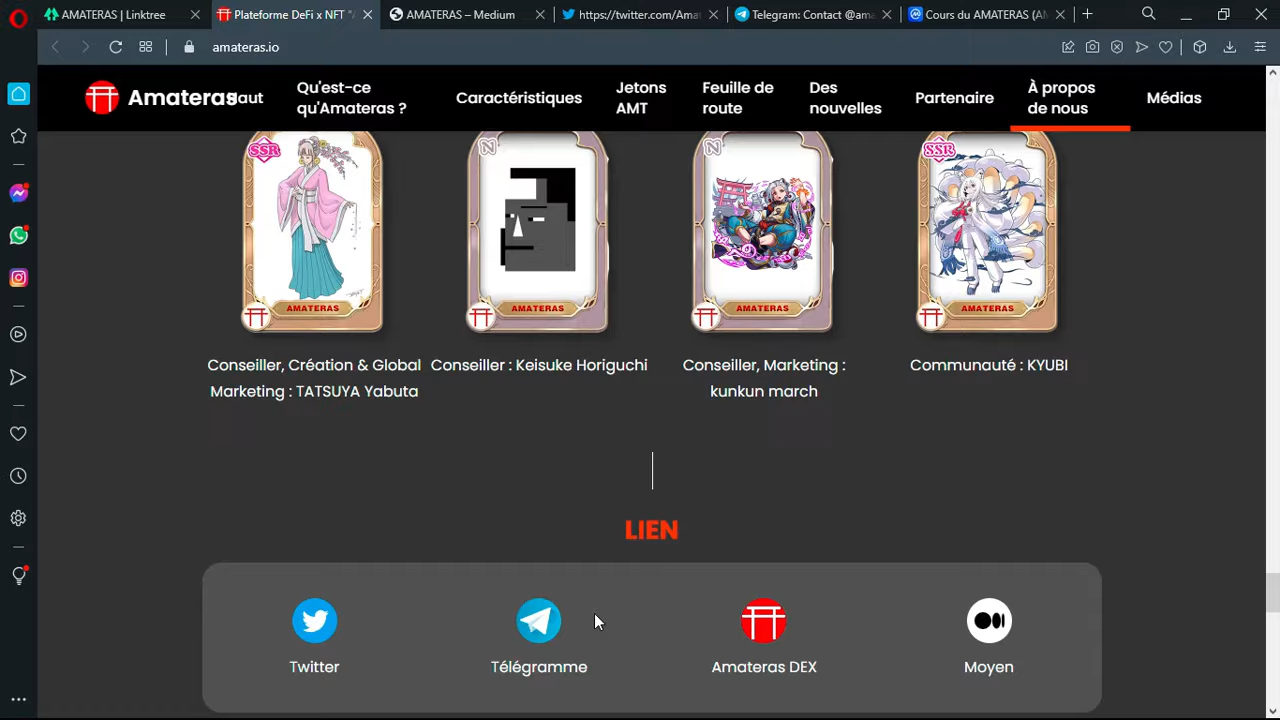 AMATERAS | Linktree
Plateforme DeFi x NFT "A
AMATERAS – Medium
https://twitter.com/Amat
Telegram: Contact @ama
Cours du AMATERAS (AM
amateras.io
Amateras
Haut
Qu'est-ce
qu'Amateras ?
Caractéristiques
Jetons
AMT
Feuille de
route
Des
nouvelles
Partenaire
À propos
de nous
Médias
SSR
N
N
SSR
AMATERAS
AMATERAS
AMATERAS
AMATERAS
Conseiller, Création & Global
Marketing : TATSUYA Yabuta
Conseiller : Keisuke Horiguchi
Conseiller, Marketing :
kunkun march
Communauté : KYUBI
LIEN
Twitter
Télégramme
Amateras DEX
Moyen